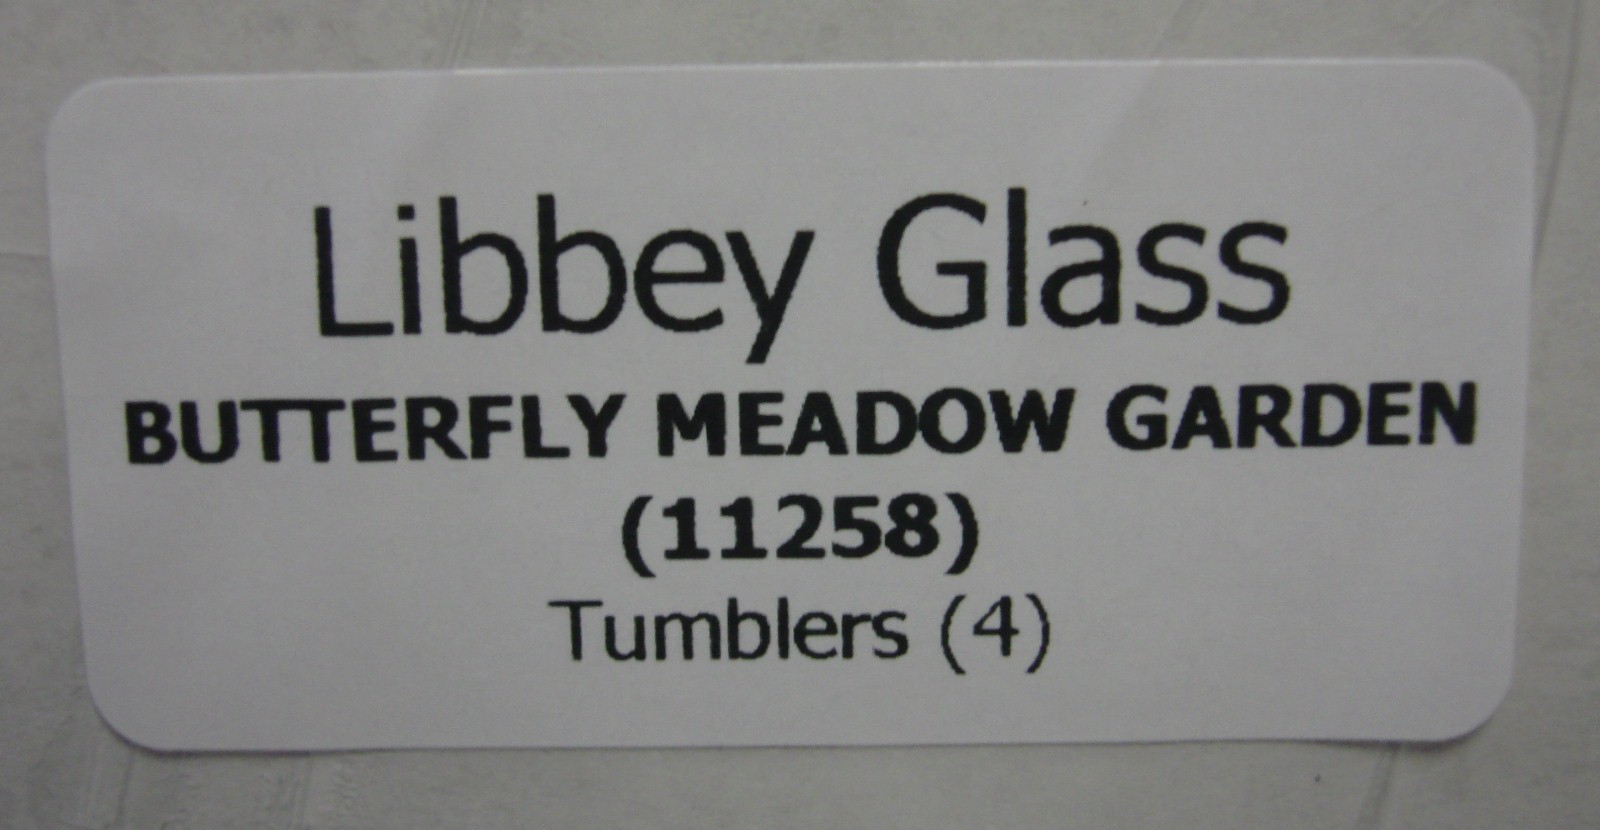 Libbey Glass
BUTTERFLY MEADOW GARDEN
(11258)
Tumblers (4)